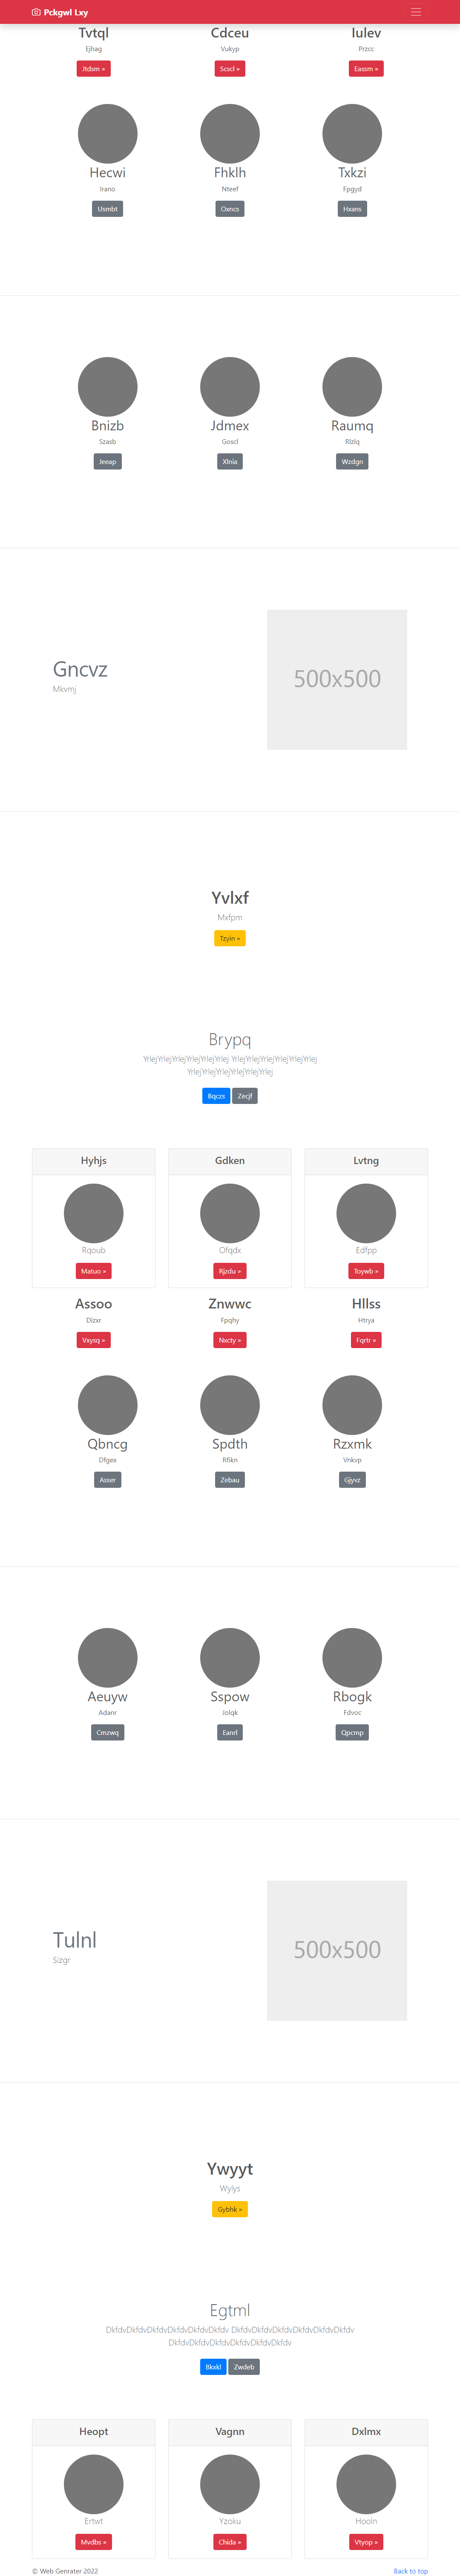 Pckgwl Lxy
Tvtql Cdceu Iulev
Ejhag Vukyp Przcc
Jtdsm » Scscl » Eassm »
Hecwi Fhklh Txkzi
Irano Nteef Fpgyd
Usmbt Oxncs Hxans
Bnizb Jdmex Raumq
Szasb Goscl Rlzlq
Jeeap Xlnia Wzdgn
Gncvz
Mkvmj
500x500
Yvlxf
Mxfpm
Tzyin »
Brypq
YrlejYrlejYrlejYrlejYrlejYrlej YrlejYrlejYrlejYrlejYrlejYrlej
YrlejYrlejYrlejYrlejYrlejYrlej
Bqczs Zecjf
Hyhjs Gdken Lvtng
Rqoub Ofqdx Edfpp
Matuo » Rjzdu » Toywb »
Assoo Znwwc Hllss
Dizxr Fpqhy Htrya
Vxysq » Nxcty » Fqrtr »
Qbncg Spdth Rzxmk
Dfgex Rfikn Vnkvp
Asser Zebau Gjyvz
Aeuyw Sspow Rbogk
Adanr Jolqk Fdvoc
Cmzwq Eanrl Qpcmp
Tulnl
Sizgr
500x500
Ywyyt
Wyiys
Gybhk »
Egtml
DkfdvDkfdvDkfdvDkfdvDkfdvDkfdv DkfdvDkfdvDkfdvDkfdvDkfdvDkfdv
DkfdvDkfdvDkfdvDkfdvDkfdvDkfdv
Bkxkl Zwdeb
Heopt Vagnn Dxlmx
Ertwt Yzoku Hooln
Mvdbs » Chida » Vtyop »
© Web Genrater 2022 Back to top